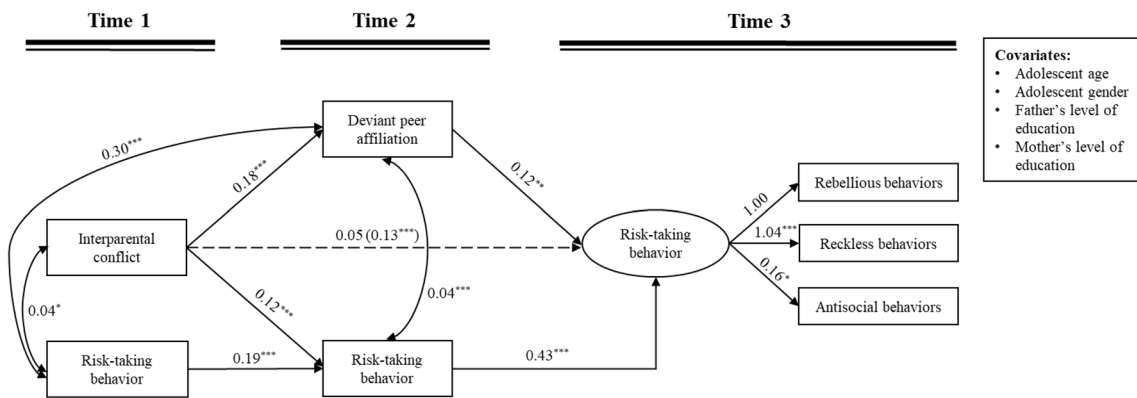 Time 1
Time 2
Time 3
Covariates:
• Adolescent age
• Adolescent gender
• Father's level of
education
• Mother's level of
education
Deviant peer
affiliation
0.30***
0.18***
0.12**
Rebellious behaviors
1.00
Interparental
conflict
0.05 (0.13***)
Risk-taking
behavior
1.04***
Reckless behaviors
0.16*
Antisocial behaviors
0.04*
0.12***
0.04***
Risk-taking
behavior
0.19***
Risk-taking
behavior
0.43***